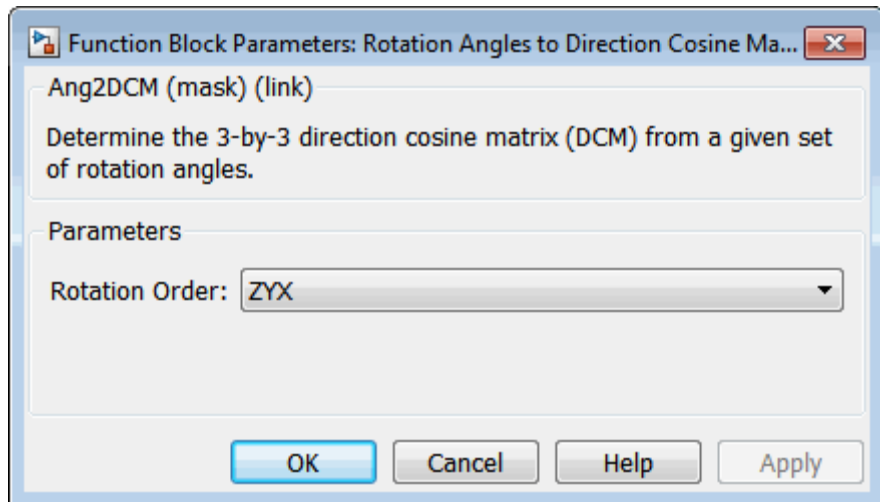 Function Block Parameters: Rotation Angles to Direction Cosine Ma...
Ang2DCM (mask) (link)
Determine the 3-by-3 direction cosine matrix (DCM) from a given set
of rotation angles.
Parameters
Rotation Order: ZYX
OK Cancel Help Apply